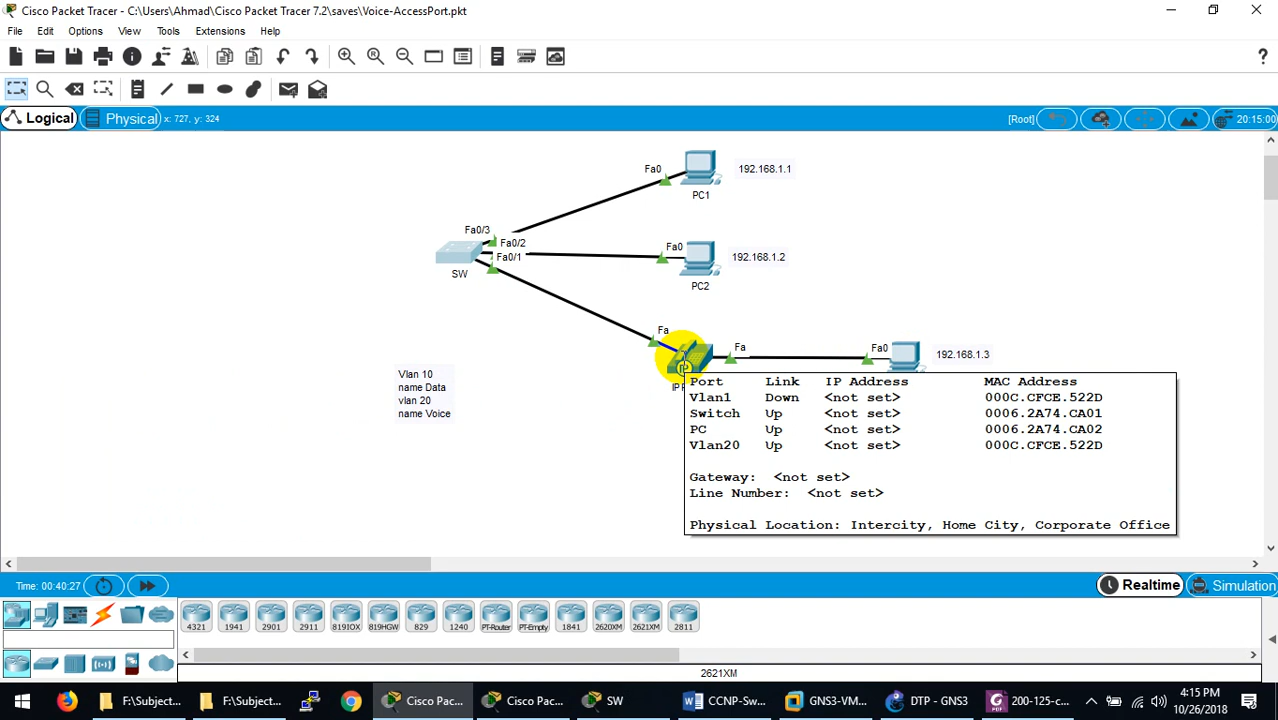 Cisco Packet Tracer - C:\Users\Ahmad\Cisco Packet Tracer 7.2\saves\Voice-AccessPort.pkt
File Edit Options View Tools Extensions Help
Logical Physical x: 727, y: 324 [Root] 20:15:00
Fa0 192.168.1.1
PC1
Fa0/3
Fa0/2 Fa0
Fa0/1 192.168.1.2
SW
PC2
Fa
Fa Fa0 192.168.1.3
Vlan 10
name Data
vlan 20
name Voice
IP
Port Link IP Address MAC Address
Vlan1 Down <not set> 000C.CFCE.522D
Switch Up <not set> 0006.2A74.CA01
PC Up <not set> 0006.2A74.CA02
Vlan20 Up <not set> 000C.CFCE.522D
Gateway: <not set>
Line Number: <not set>
Physical Location: Intercity, Home City, Corporate Office
Time: 00:40:27 Realtime Simulation
4321 1941 2901 2911 819IOX 819HGW 829 1240 PT-Router PT-Empty 1841 2620XM 2621XM 2811
2621XM
F:\Subject... F:\Subject... Cisco Pac... Cisco Pac... SW CCNP-Sw... GNS3-VM... DTP - GNS3 200-125-c...
4:15 PM
10/26/2018